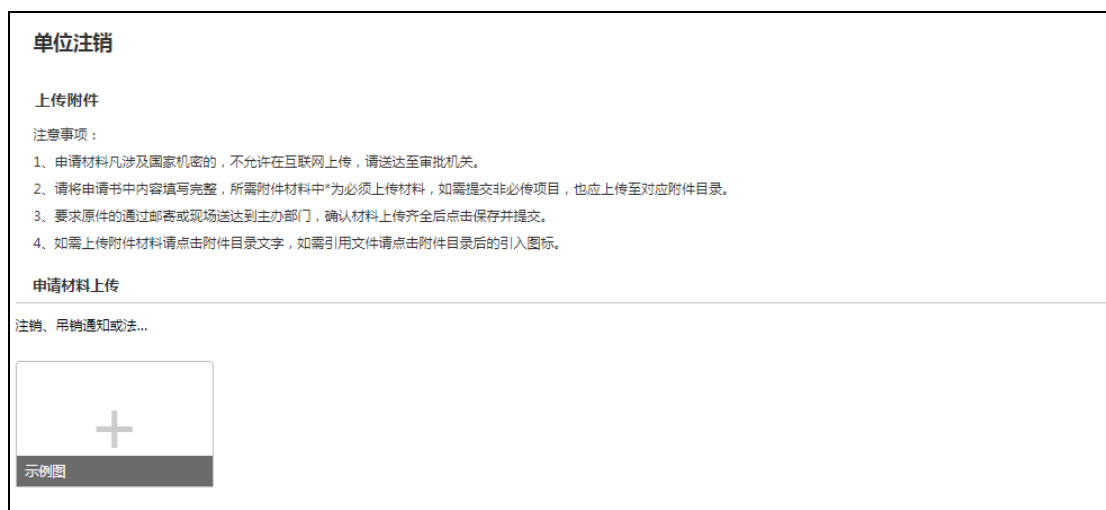 单位注销
上传附件
注意事项：
1、申请材料凡涉及国家机密的，不允许在互联网上传，请送达至审批机关。
2、请将申请书中内容填写完整，所需附件材料中*为必须上传材料，如需提交非必传项目，也应上传至对应附件目录。
3、要求原件的通过邮寄或现场送达到主办部门，确认材料上传齐全后点击保存并提交。
4、如需上传附件材料请点击附件目录文字，如需引用文件请点击附件目录后的引入图标。
申请材料上传
注销、吊销通知或法...
示例图